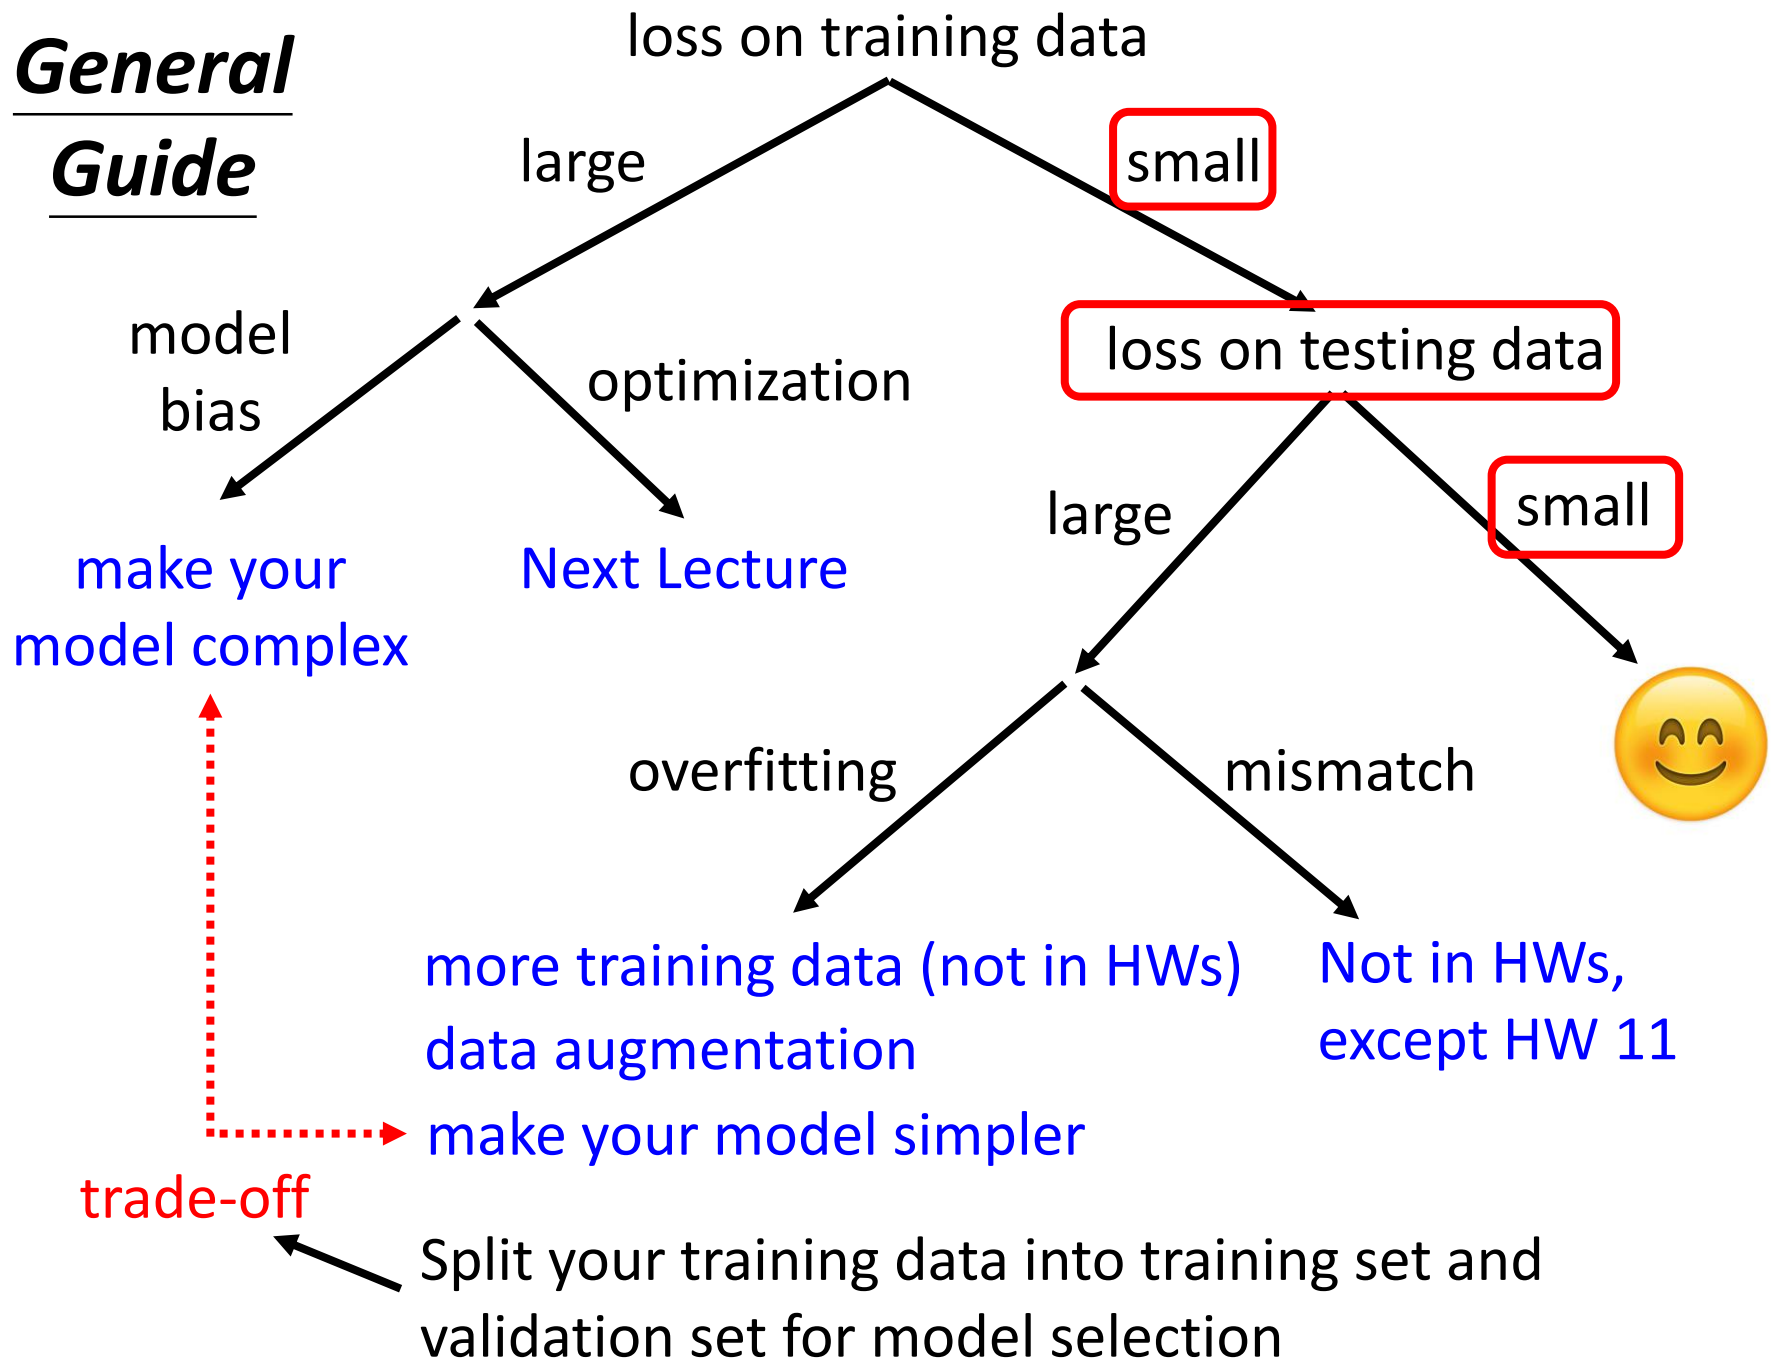 General
Guide
loss on training data
large
small
model
bias
optimization
loss on testing data
make your
model complex
Next Lecture
large
small
overfitting
mismatch
more training data (not in HWs)
data augmentation
make your model simpler
Not in HWs,
except HW 11
trade-off
Split your training data into training set and
validation set for model selection